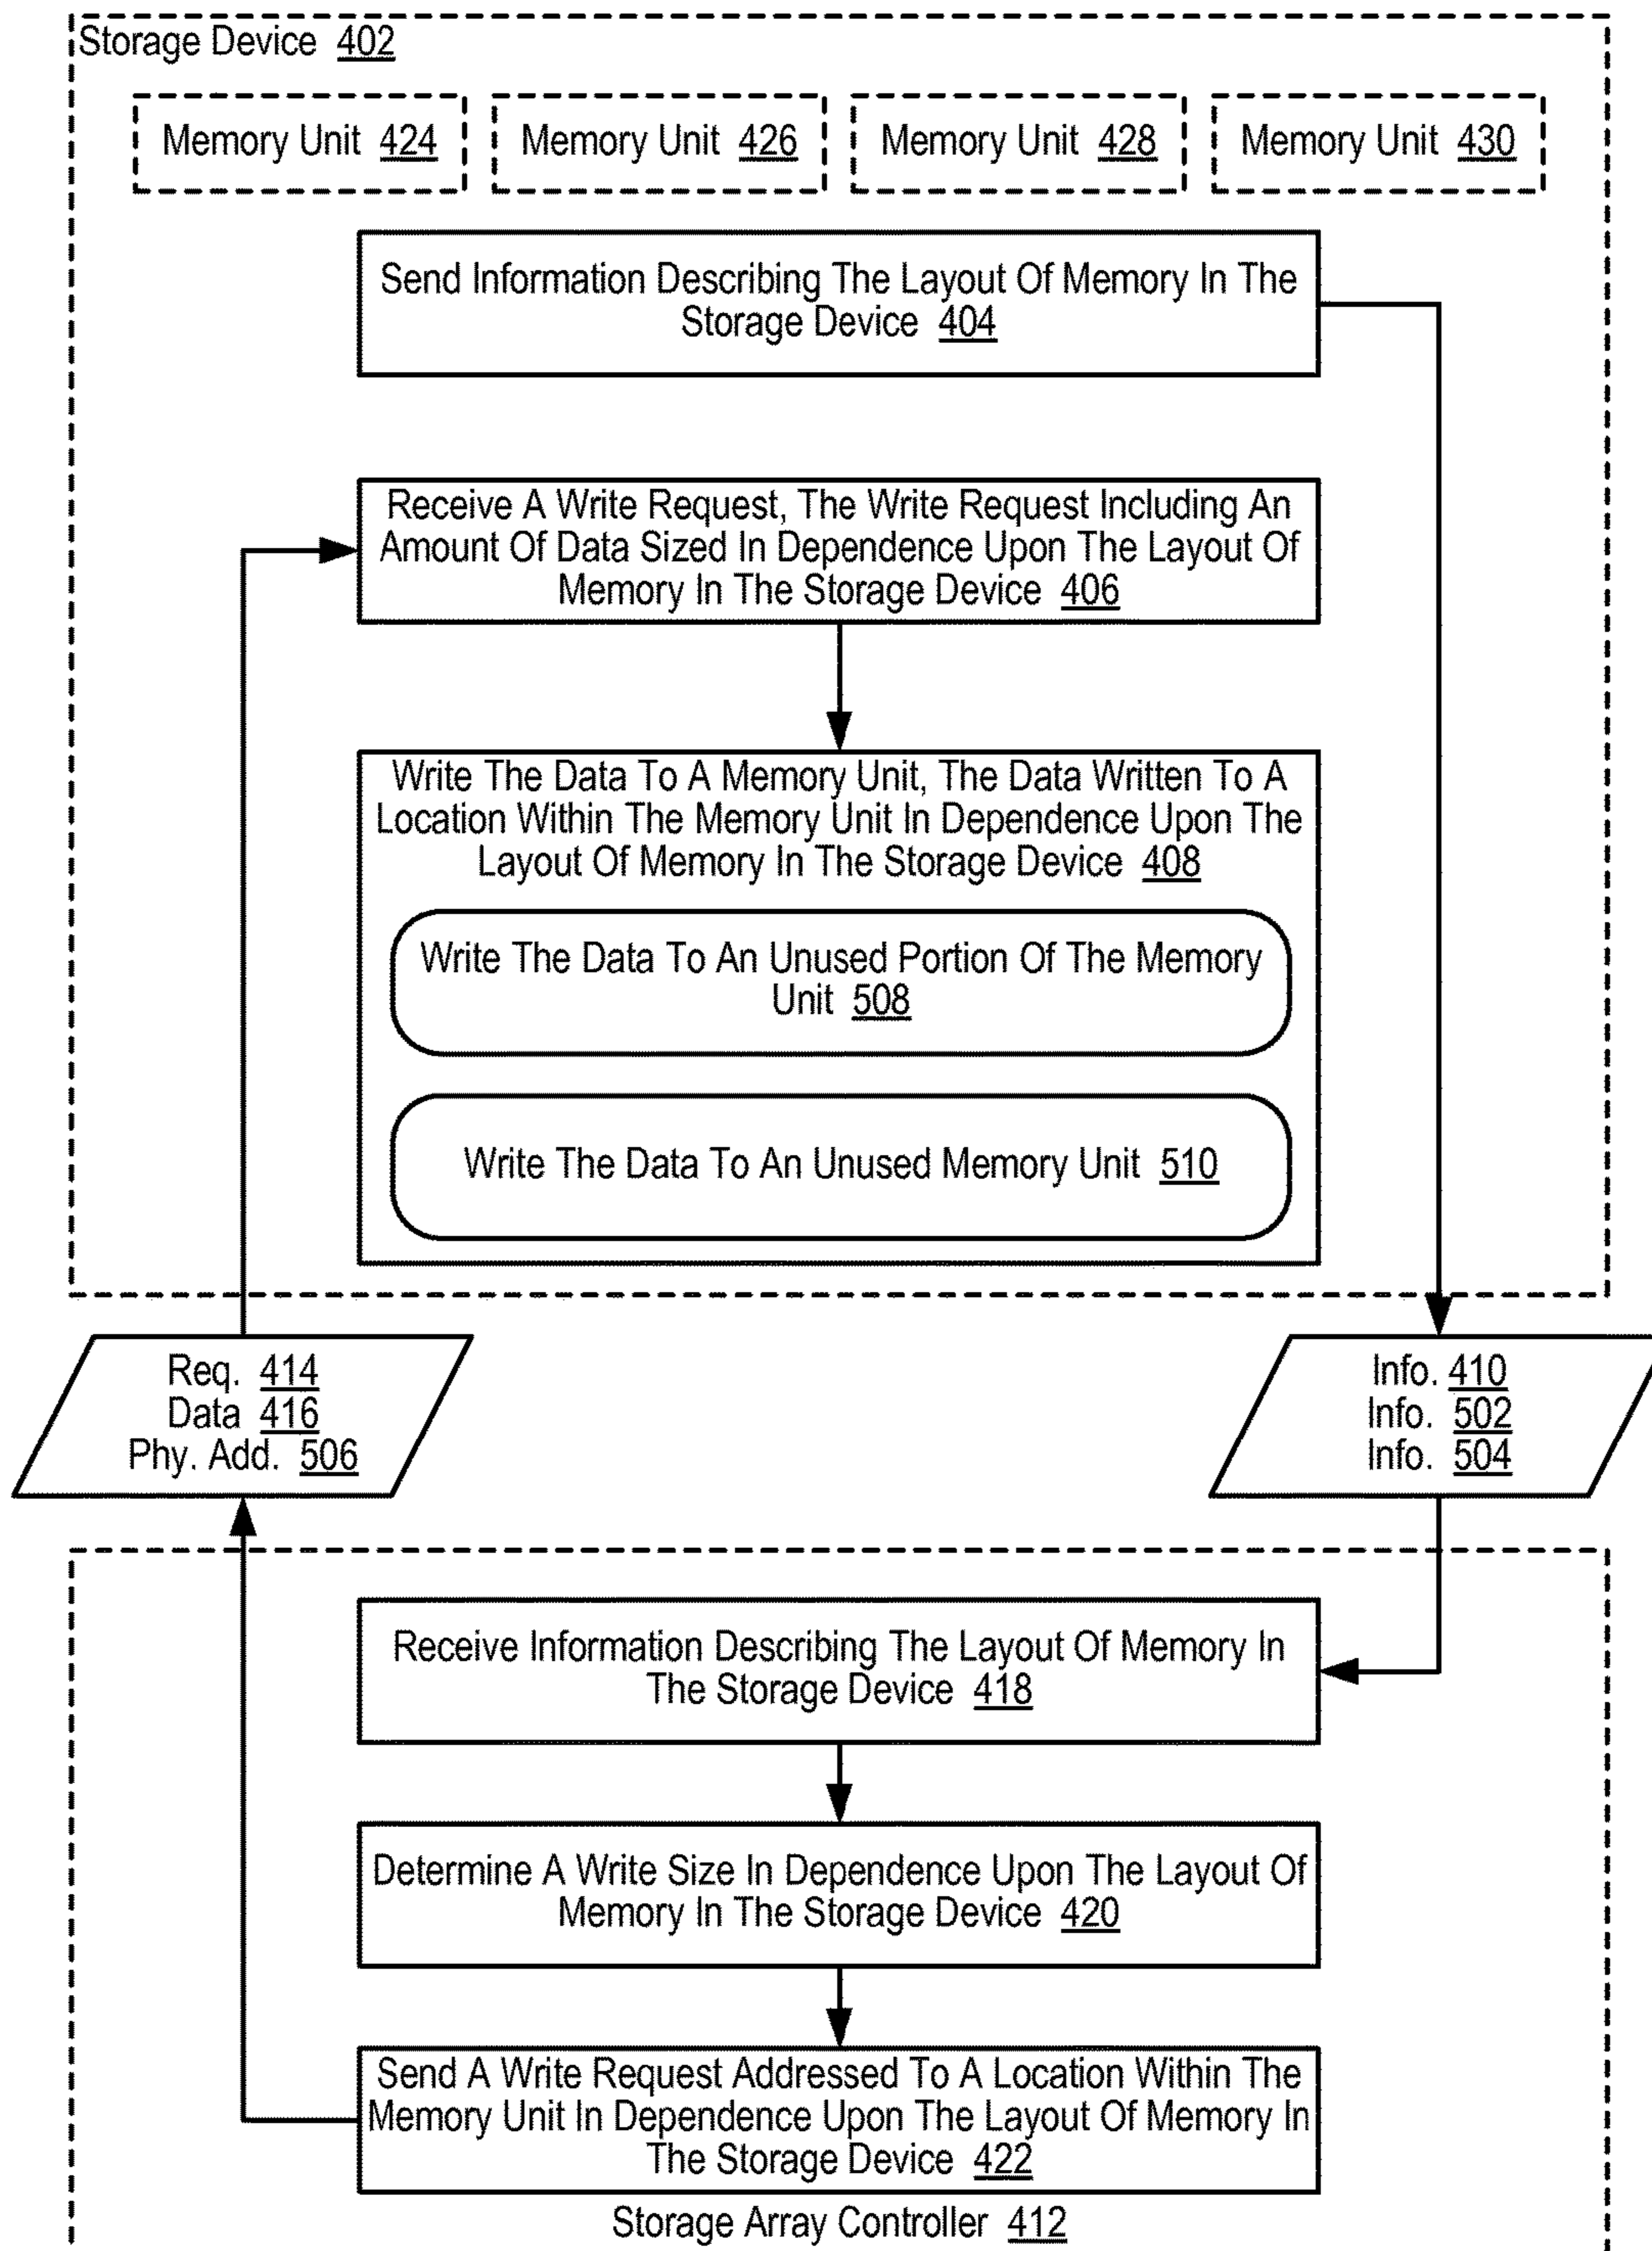 Storage Device 402
Memory Unit 424
Memory Unit 426
Memory Unit 428
Memory Unit 430
Send Information Describing The Layout Of Memory In The
Storage Device 404
Receive A Write Request, The Write Request Including An
Amount Of Data Sized In Dependence Upon The Layout Of
Memory In The Storage Device 406
Write The Data To A Memory Unit, The Data Written To A
Location Within The Memory Unit In Dependence Upon The
Layout Of Memory In The Storage Device 408
Write The Data To An Unused Portion Of The Memory
Unit 508
Write The Data To An Unused Memory Unit 510
Req. 414
Data 416
Phy. Add. 506
Info. 410
Info. 502
Info. 504
Receive Information Describing The Layout Of Memory In
The Storage Device 418
Determine A Write Size In Dependence Upon The Layout Of
Memory In The Storage Device 420
Send A Write Request Addressed To A Location Within The
Memory Unit In Dependence Upon The Layout Of Memory In
The Storage Device 422
Storage Array Controller 412